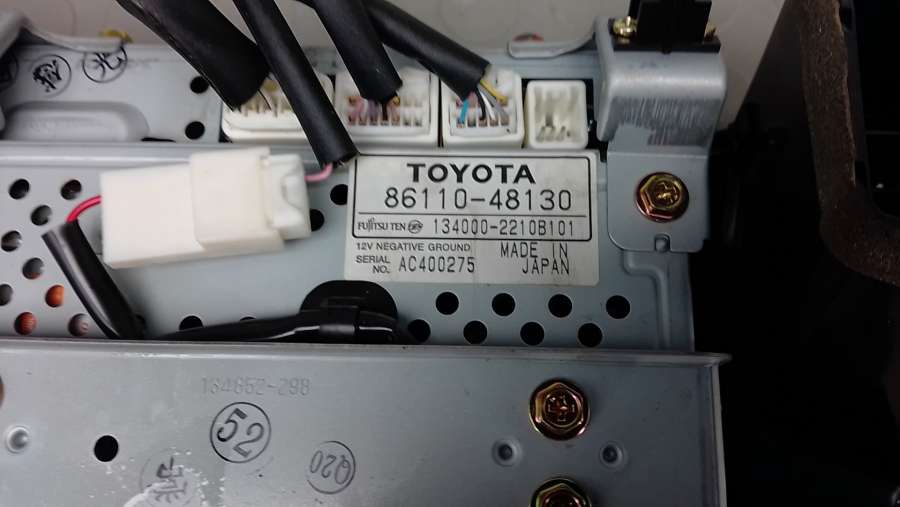 TOYOTA
86110-48130
FUJITSU TEN 134000-2210B101
12V NEGATIVE GROUND MADE IN
SERIAL NO. AC400275 JAPAN
134852-298
52
Q20